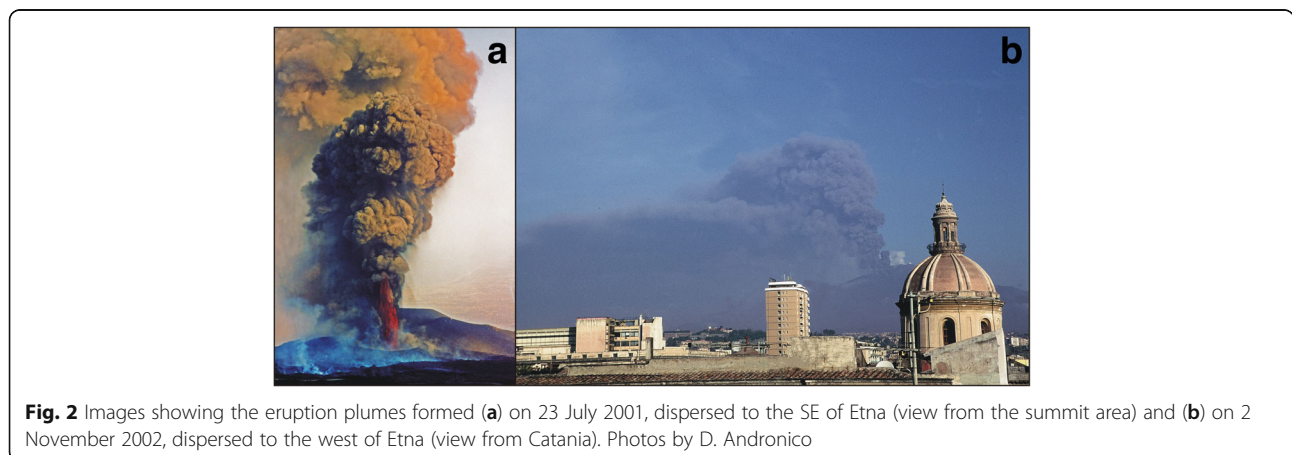 a
b
Fig. 2 Images showing the eruption plumes formed (a) on 23 July 2001, dispersed to the SE of Etna (view from the summit area) and (b) on 2
November 2002, dispersed to the west of Etna (view from Catania). Photos by D. Andronico